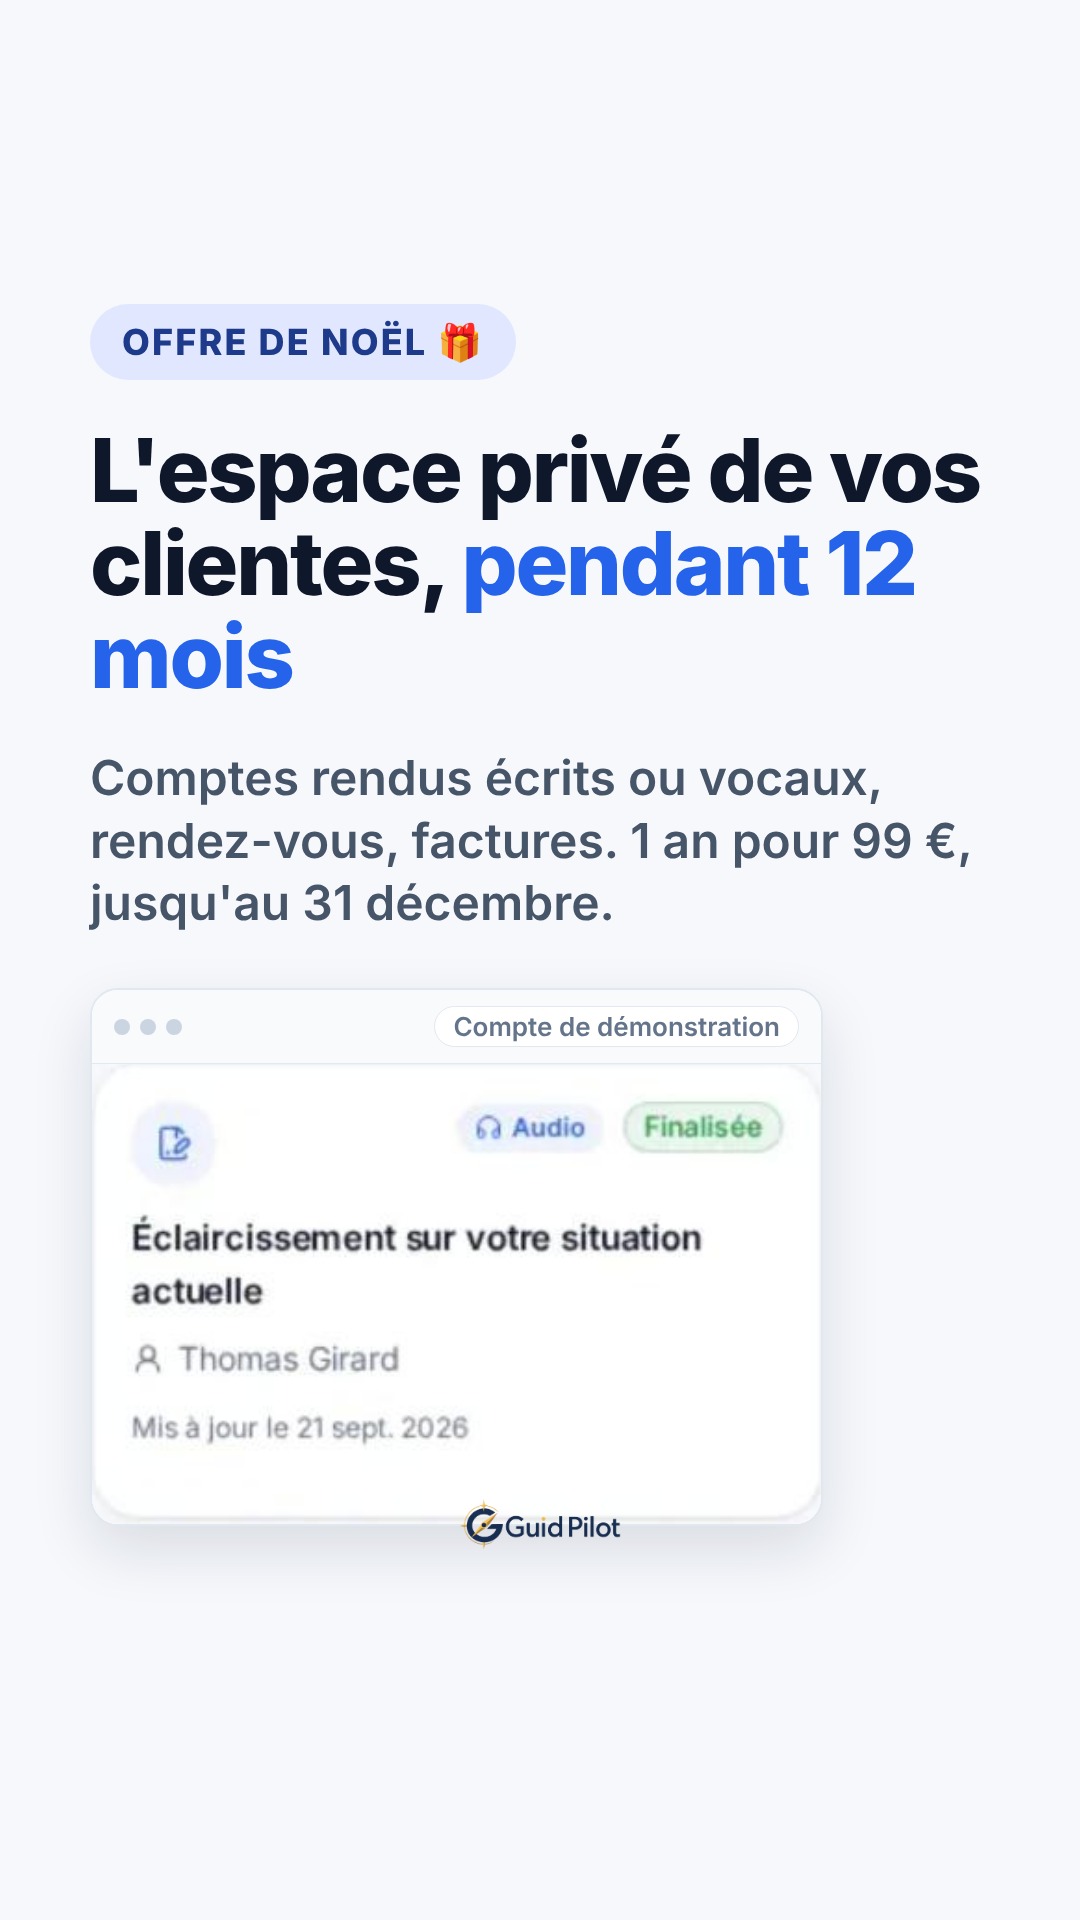 OFFRE DE NOËL 🎁
L'espace privé de vos
clientes, pendant 12
mois
Comptes rendus écrits ou vocaux,
rendez-vous, factures. 1 an pour 99 €,
jusqu'au 31 décembre.
Compte de démonstration
Audio
Finalisée
Éclaircissement sur votre situation
actuelle
Thomas Girard
Mis à jour le 21 sept. 2026
GuidPilot